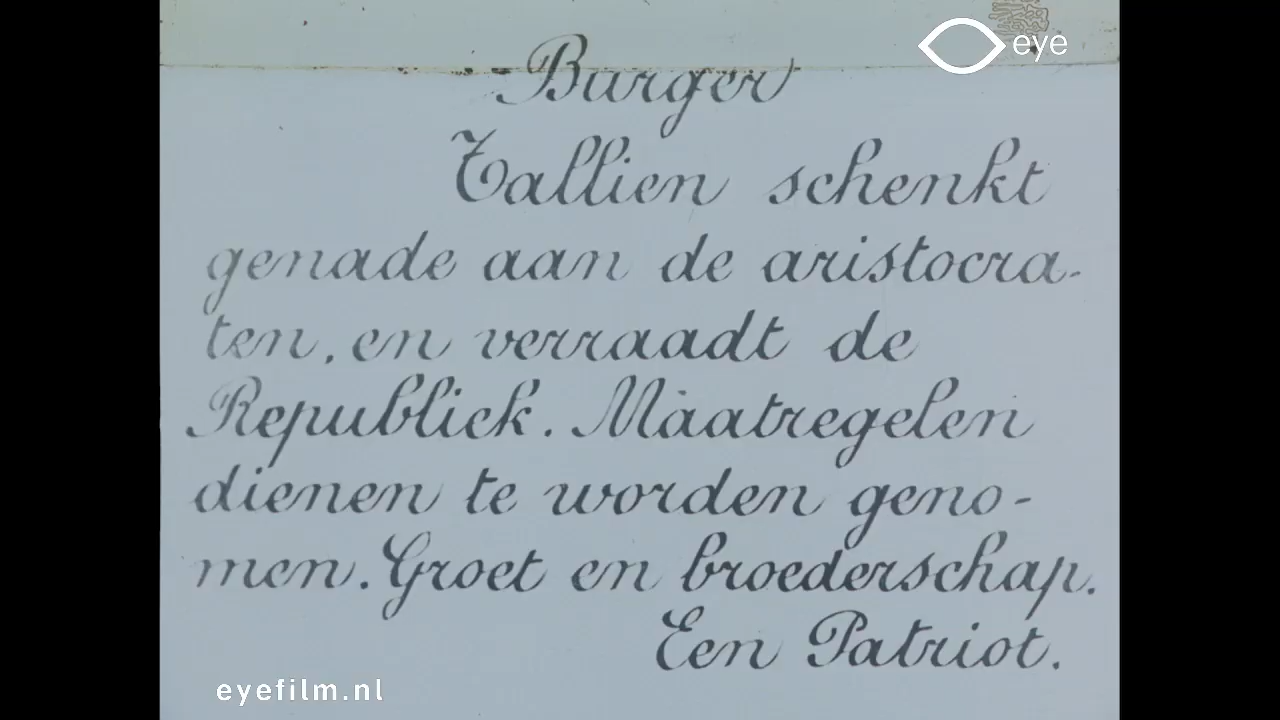 eye
Burger
Tallien schenkt
genade aan de aristocra-
ten, en verraadt de
Republiek. Maatregelen
dienen te worden geno-
men. Groet en broederschap.
Een Patriot.
eyefilm.nl